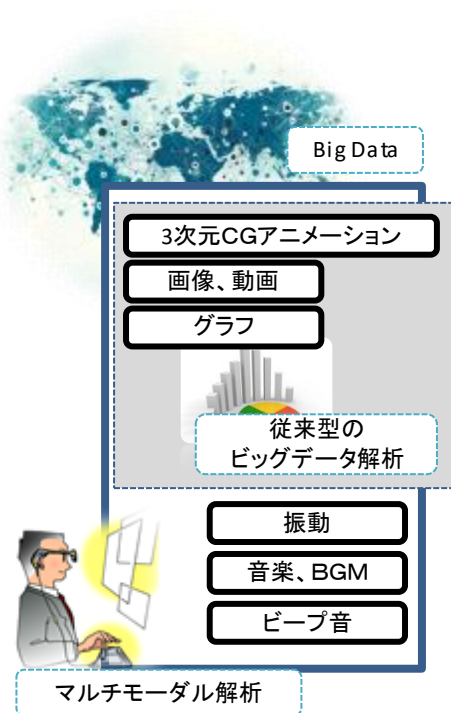 Big Data
3次元CGアニメーション
画像、動画
グラフ
従来型の
ビッグデータ解析
振動
音楽、BGM
ビープ音
マルチモーダル解析